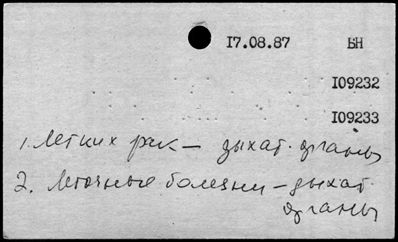 17.08.87 БН
109232
109233
1. Легких рак – дыхат. органы
2. Легочные болезни – дыхат.
органы